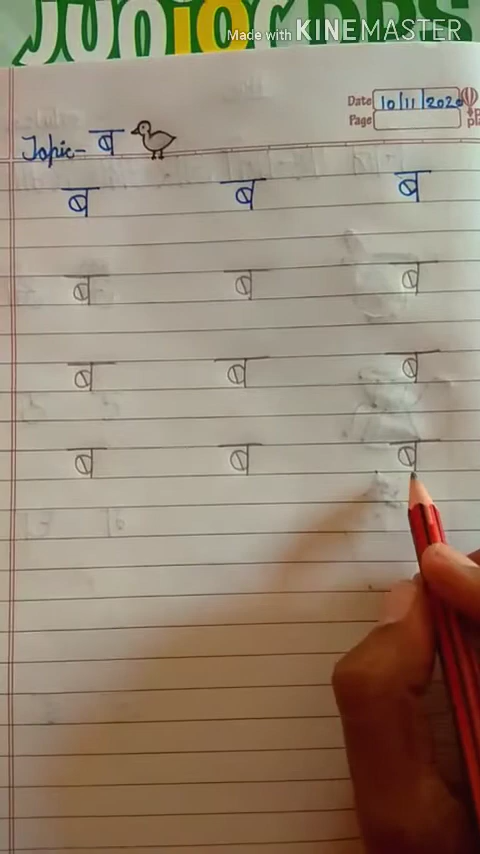 JUNIOR
Made with KINEMASTER
Date 10/11/2020
Page
Topic- ब
ब ब ब
ब ब ब
ब ब ब
ब ब ब